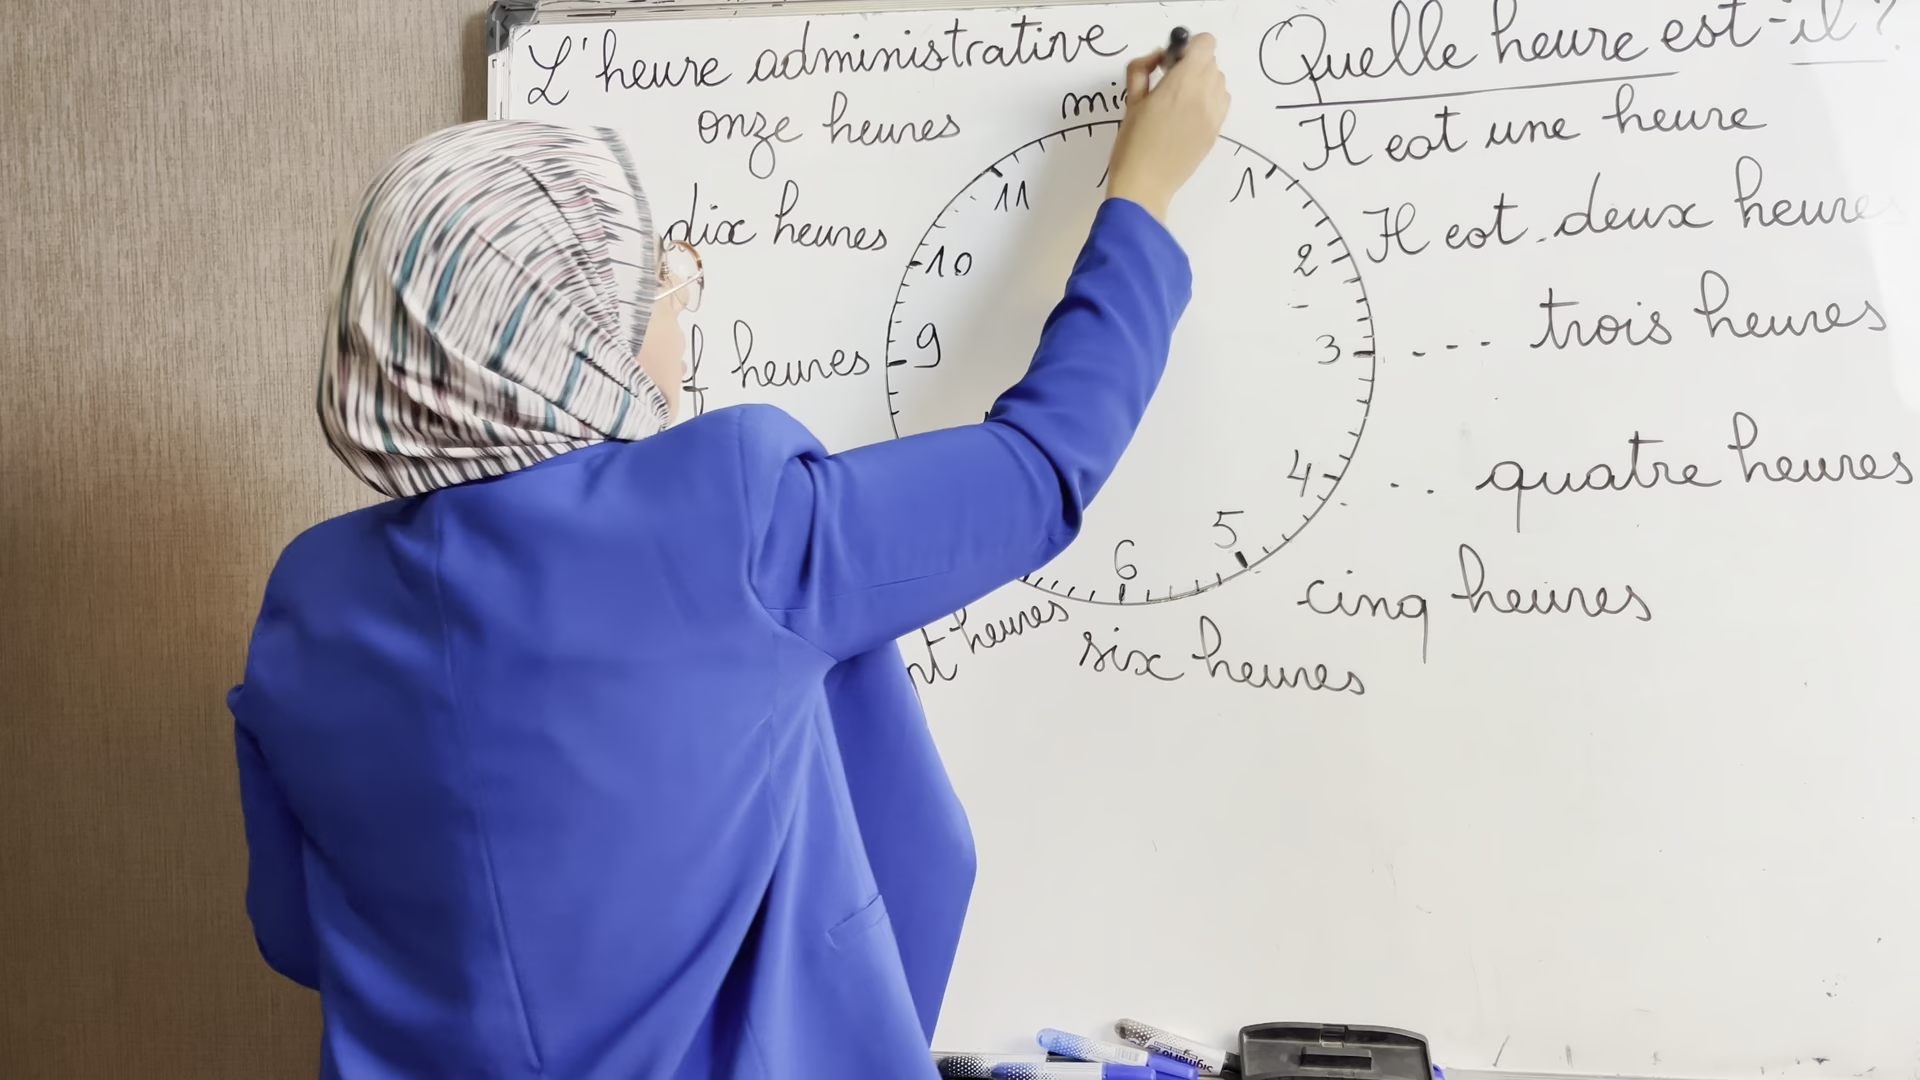 L'heure administrative
Quelle heure est-il?
onze heures
Il est une heure
dix heures
Il est deux heures
... trois heures
heures
.. quatre heures
cinq heures
heures
six heures
11
1
10
2
9
3
4
5
6